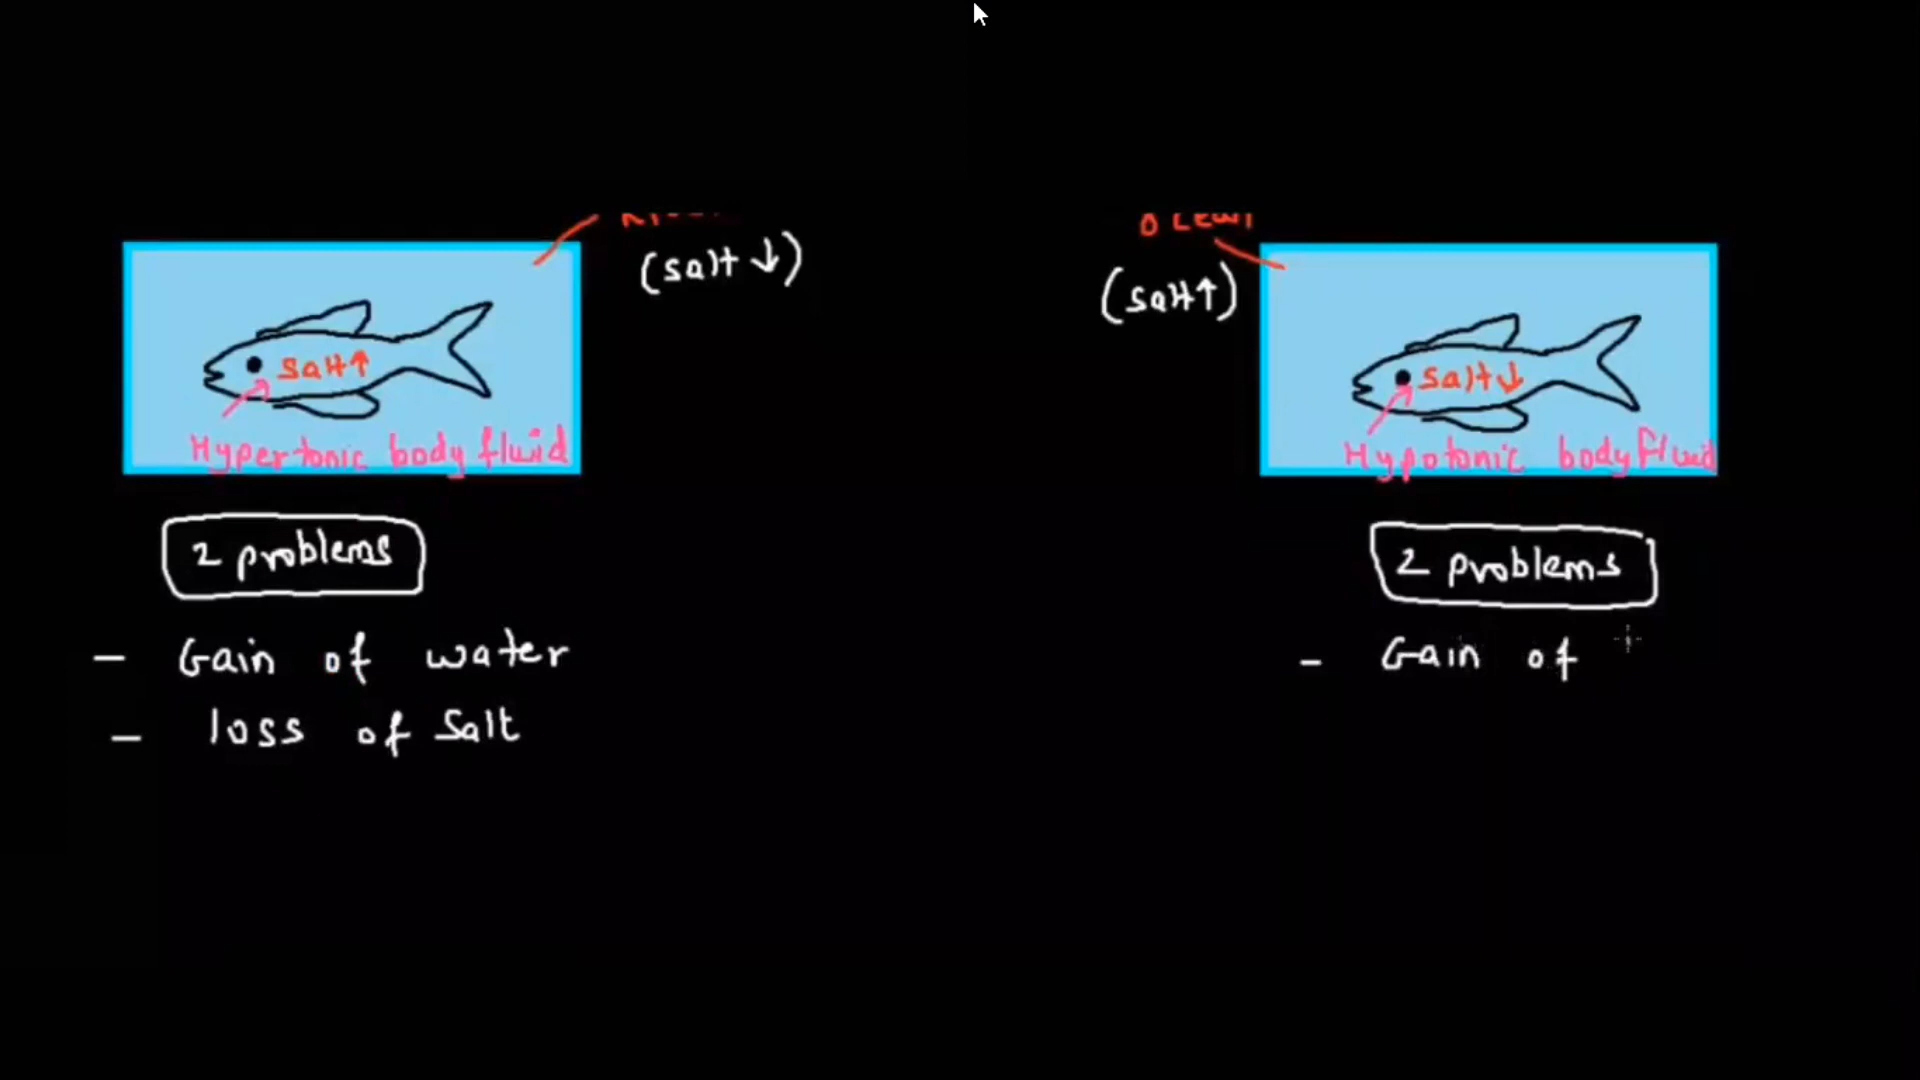 (salt ↓)
salt ↑
Hypertonic body fluid
2 problems
- Gain of water
- loss of salt
(salt ↑)
salt ↓
Hypotonic body fluid
2 problems
- Gain of